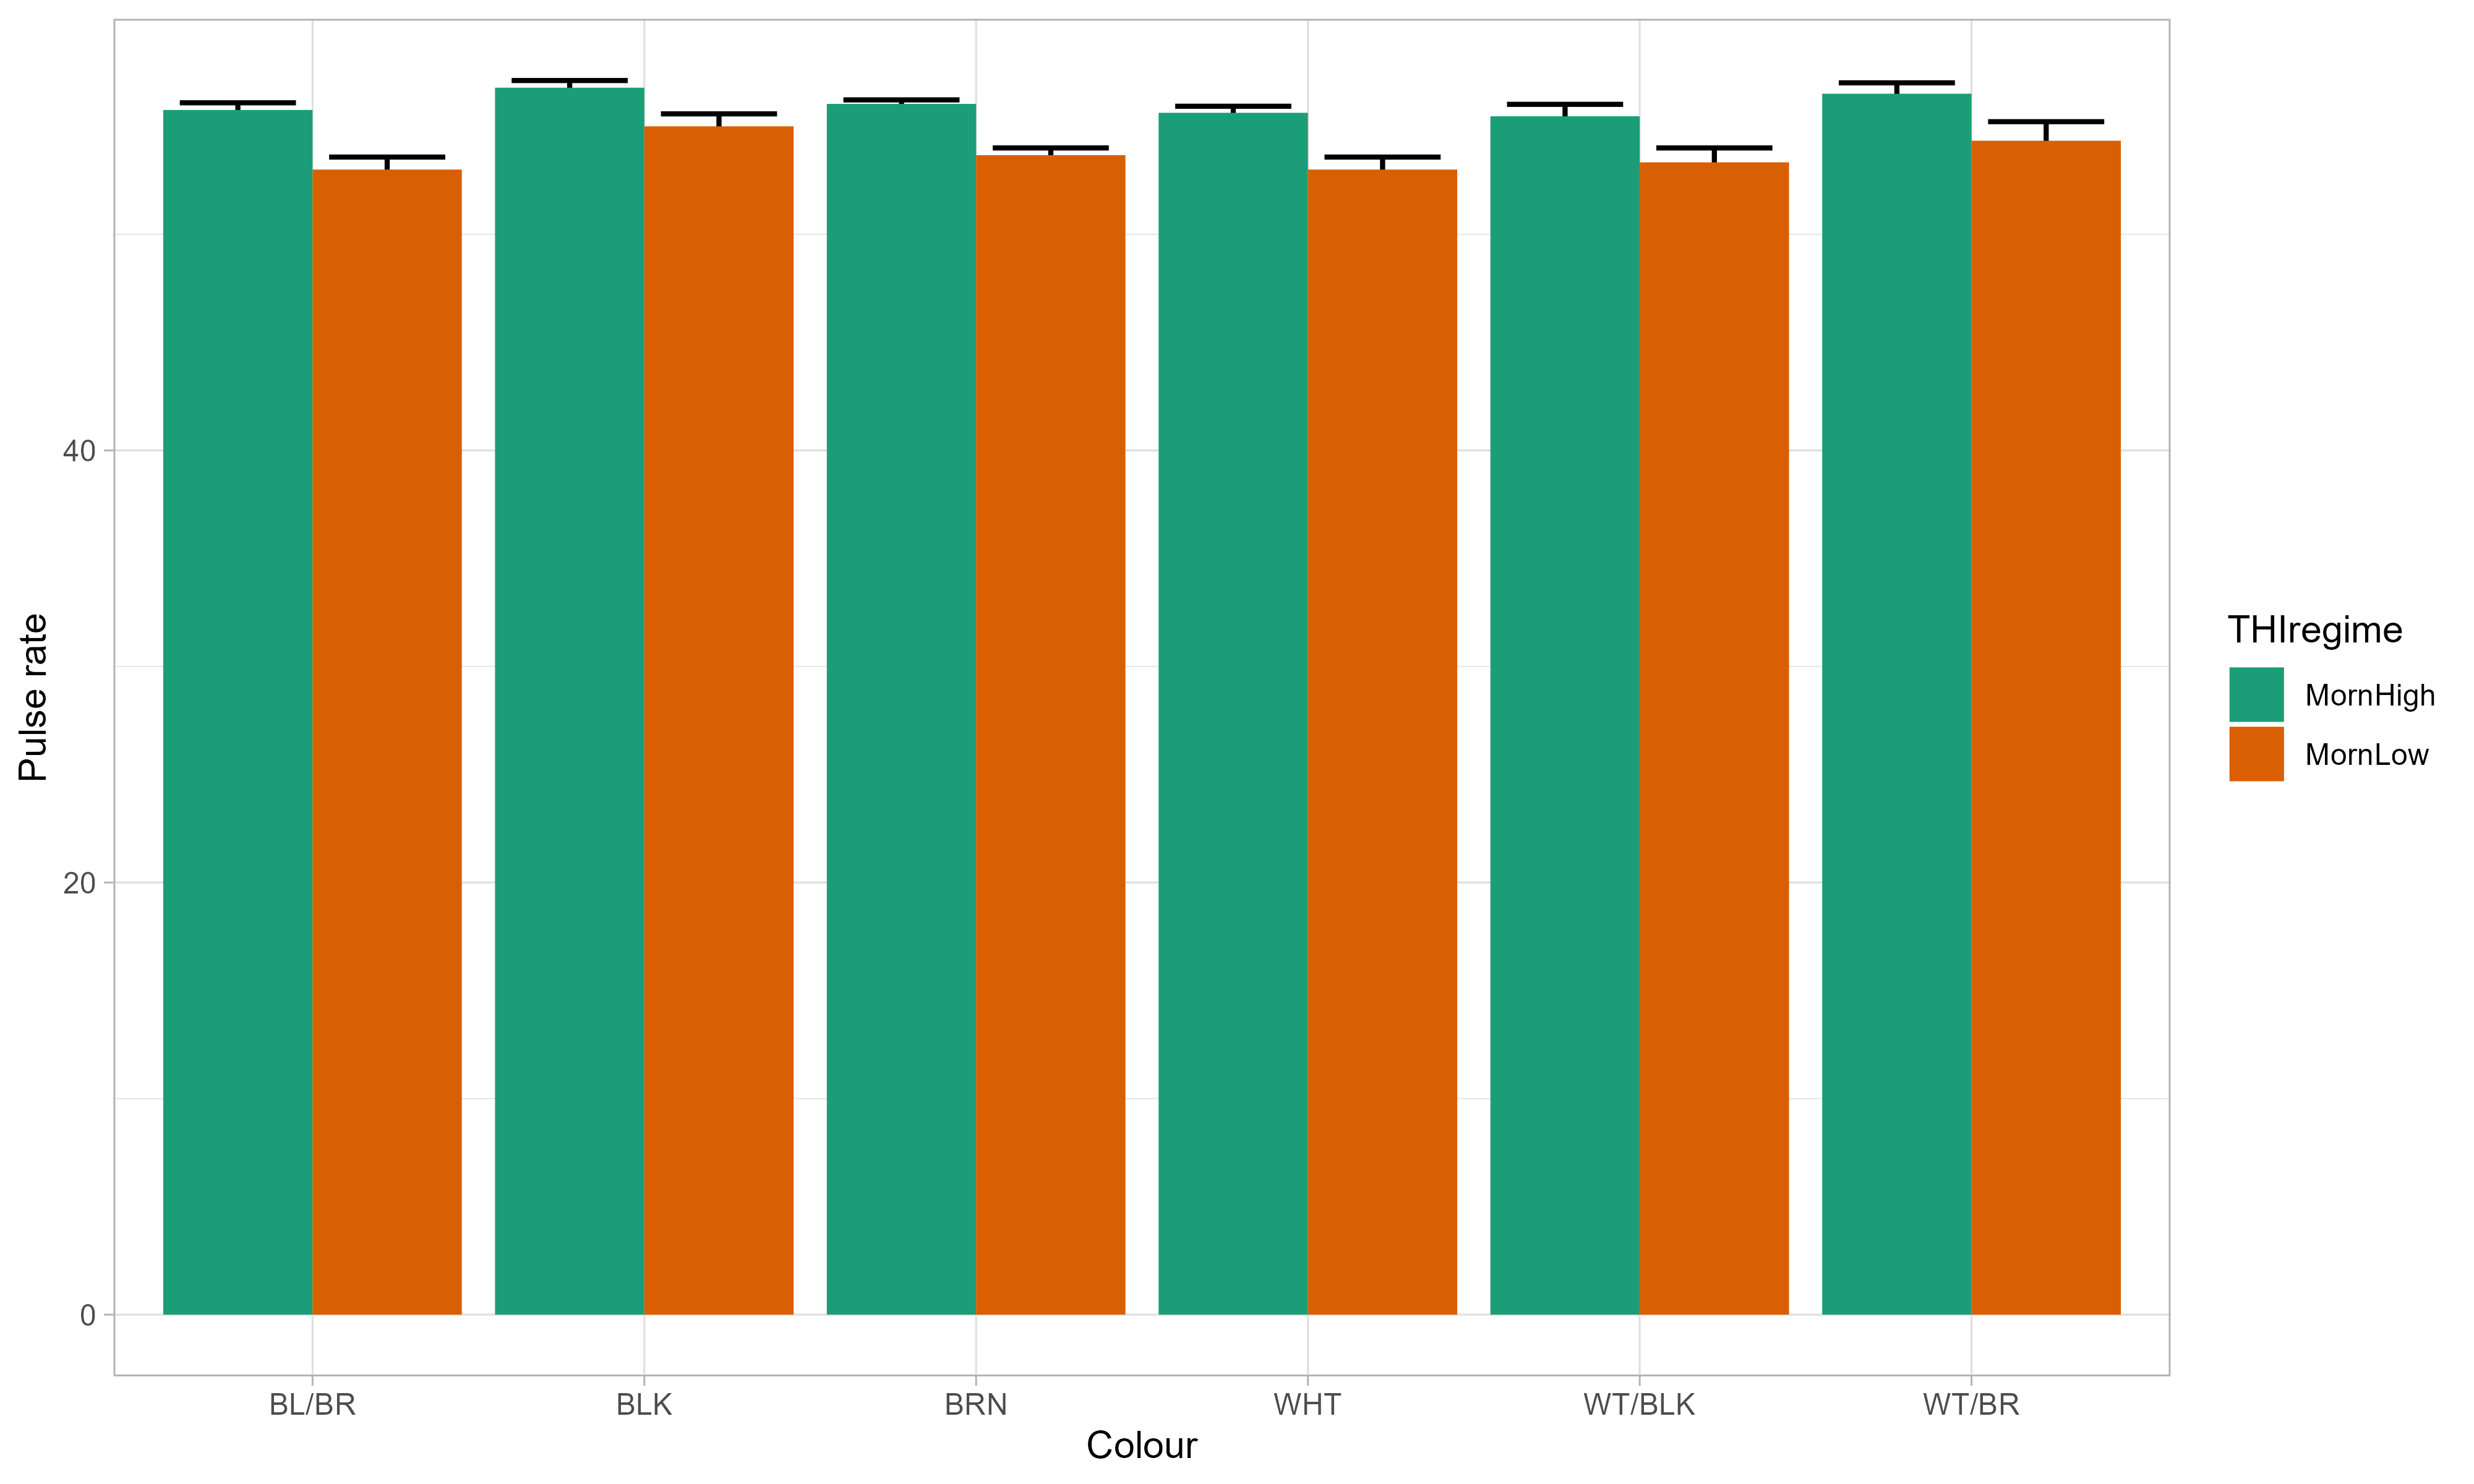 40
20
0
Pulse rate
BL/BR
BLK
BRN
WHT
WT/BLK
WT/BR
Colour
THIregime
MornHigh
MornLow